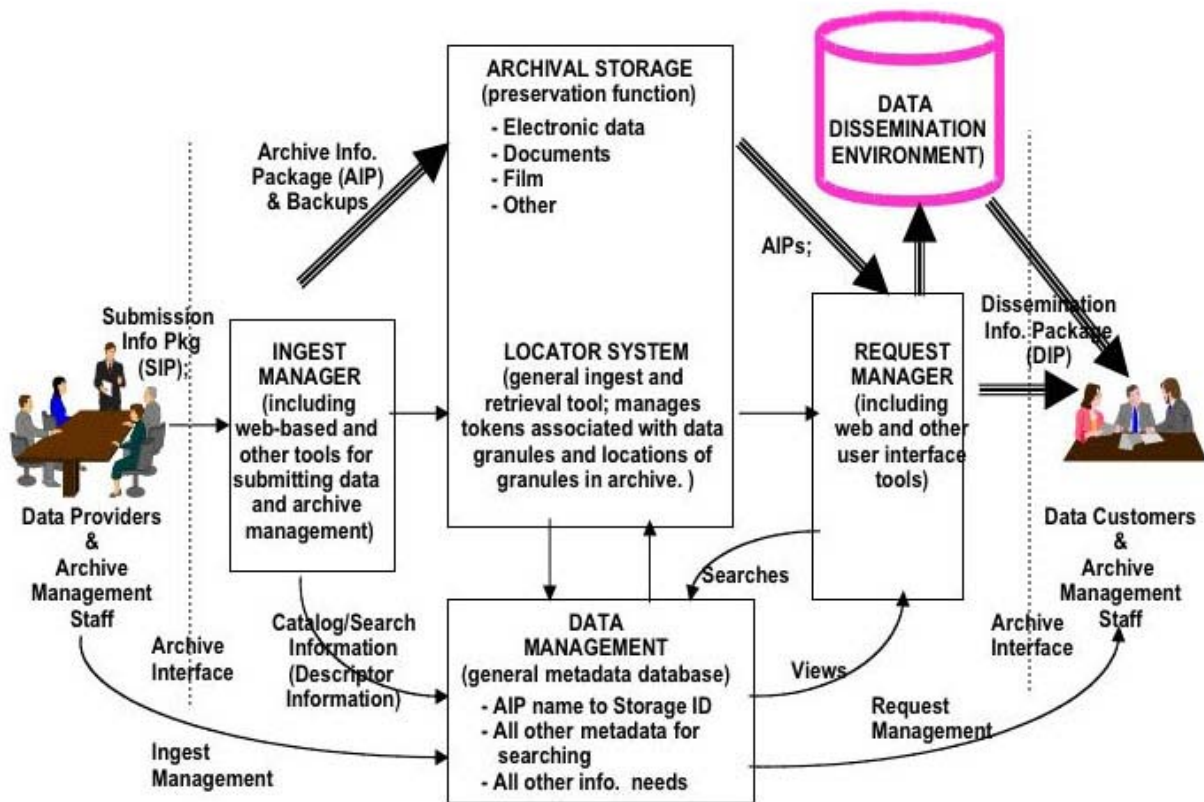 ARCHIVAL STORAGE
(preservation function)
- Electronic data
- Documents
- Film
- Other
DATA
DISSEMINATION
ENVIRONMENT)
Archive Info.
Package (AIP)
& Backups
AIPs;
Submission
Info Pkg
(SIP);
INGEST
MANAGER
(including
web-based and
other tools for
submitting data
and archive
management)
LOCATOR SYSTEM
(general ingest and
retrieval tool; manages
tokens associated with data
granules and locations of
granules in archive. )
REQUEST
MANAGER
(including
web and other
user interface
tools)
Dissemination
Info. Package
(DIP)
Data Providers
&
Archive
Management
Staff
Data Customers
&
Archive
Management
Staff
Searches
Catalog/Search
Information
(Descriptor
Information)
Archive
Interface
DATA
MANAGEMENT
(general metadata database)
- AIP name to Storage ID
- All other metadata for
searching
- All other info. needs
Views
Archive
Interface
Ingest
Management
Request
Management